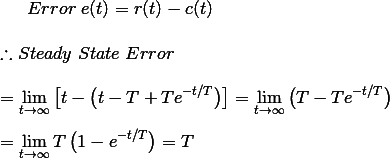 Error e(t) = r(t) − c(t)
∴ Steady State Error
= lim_{t→∞} [t − (t − T + Te^{−t/T})] = lim_{t→∞} (T − Te^{−t/T})
= lim_{t→∞} T (1 − e^{−t/T}) = T